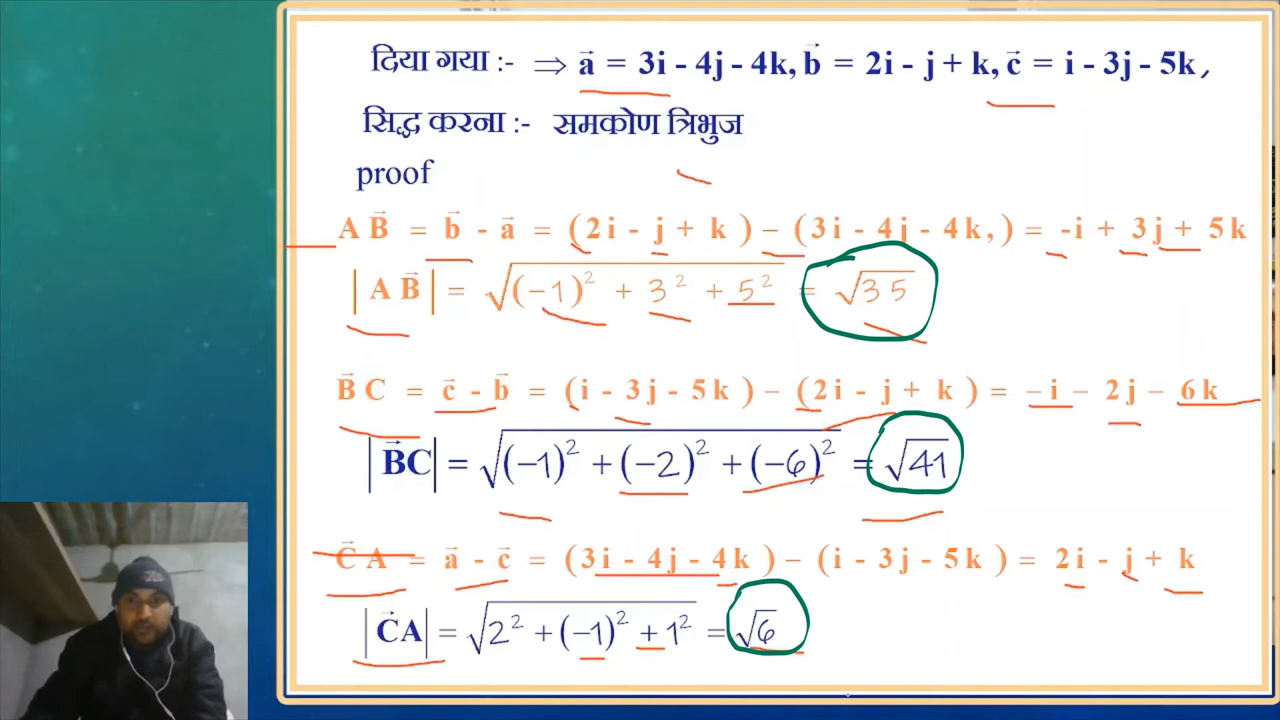 दिया गया :- ⇒ a⃗ = 3i - 4j - 4k, b⃗ = 2i - j + k, c⃗ = i - 3j - 5k,
सिद्ध करना :- समकोण त्रिभुज
proof
AB⃗ = b⃗ - a⃗ = (2i - j + k) – (3i - 4j - 4k,) = -i + 3j + 5k
|AB⃗| = √((-1)² + 3² + 5²) = √35
B⃗C = c⃗ - b⃗ = (i - 3j - 5k) – (2i - j + k) = –i – 2j – 6k
|B⃗C| = √((-1)² + (-2)² + (-6)²) = √41
C⃗A = a⃗ - c⃗ = (3i - 4j - 4k) – (i - 3j - 5k) = 2i - j + k
|C⃗A| = √(2² + (-1)² + 1²) = √6